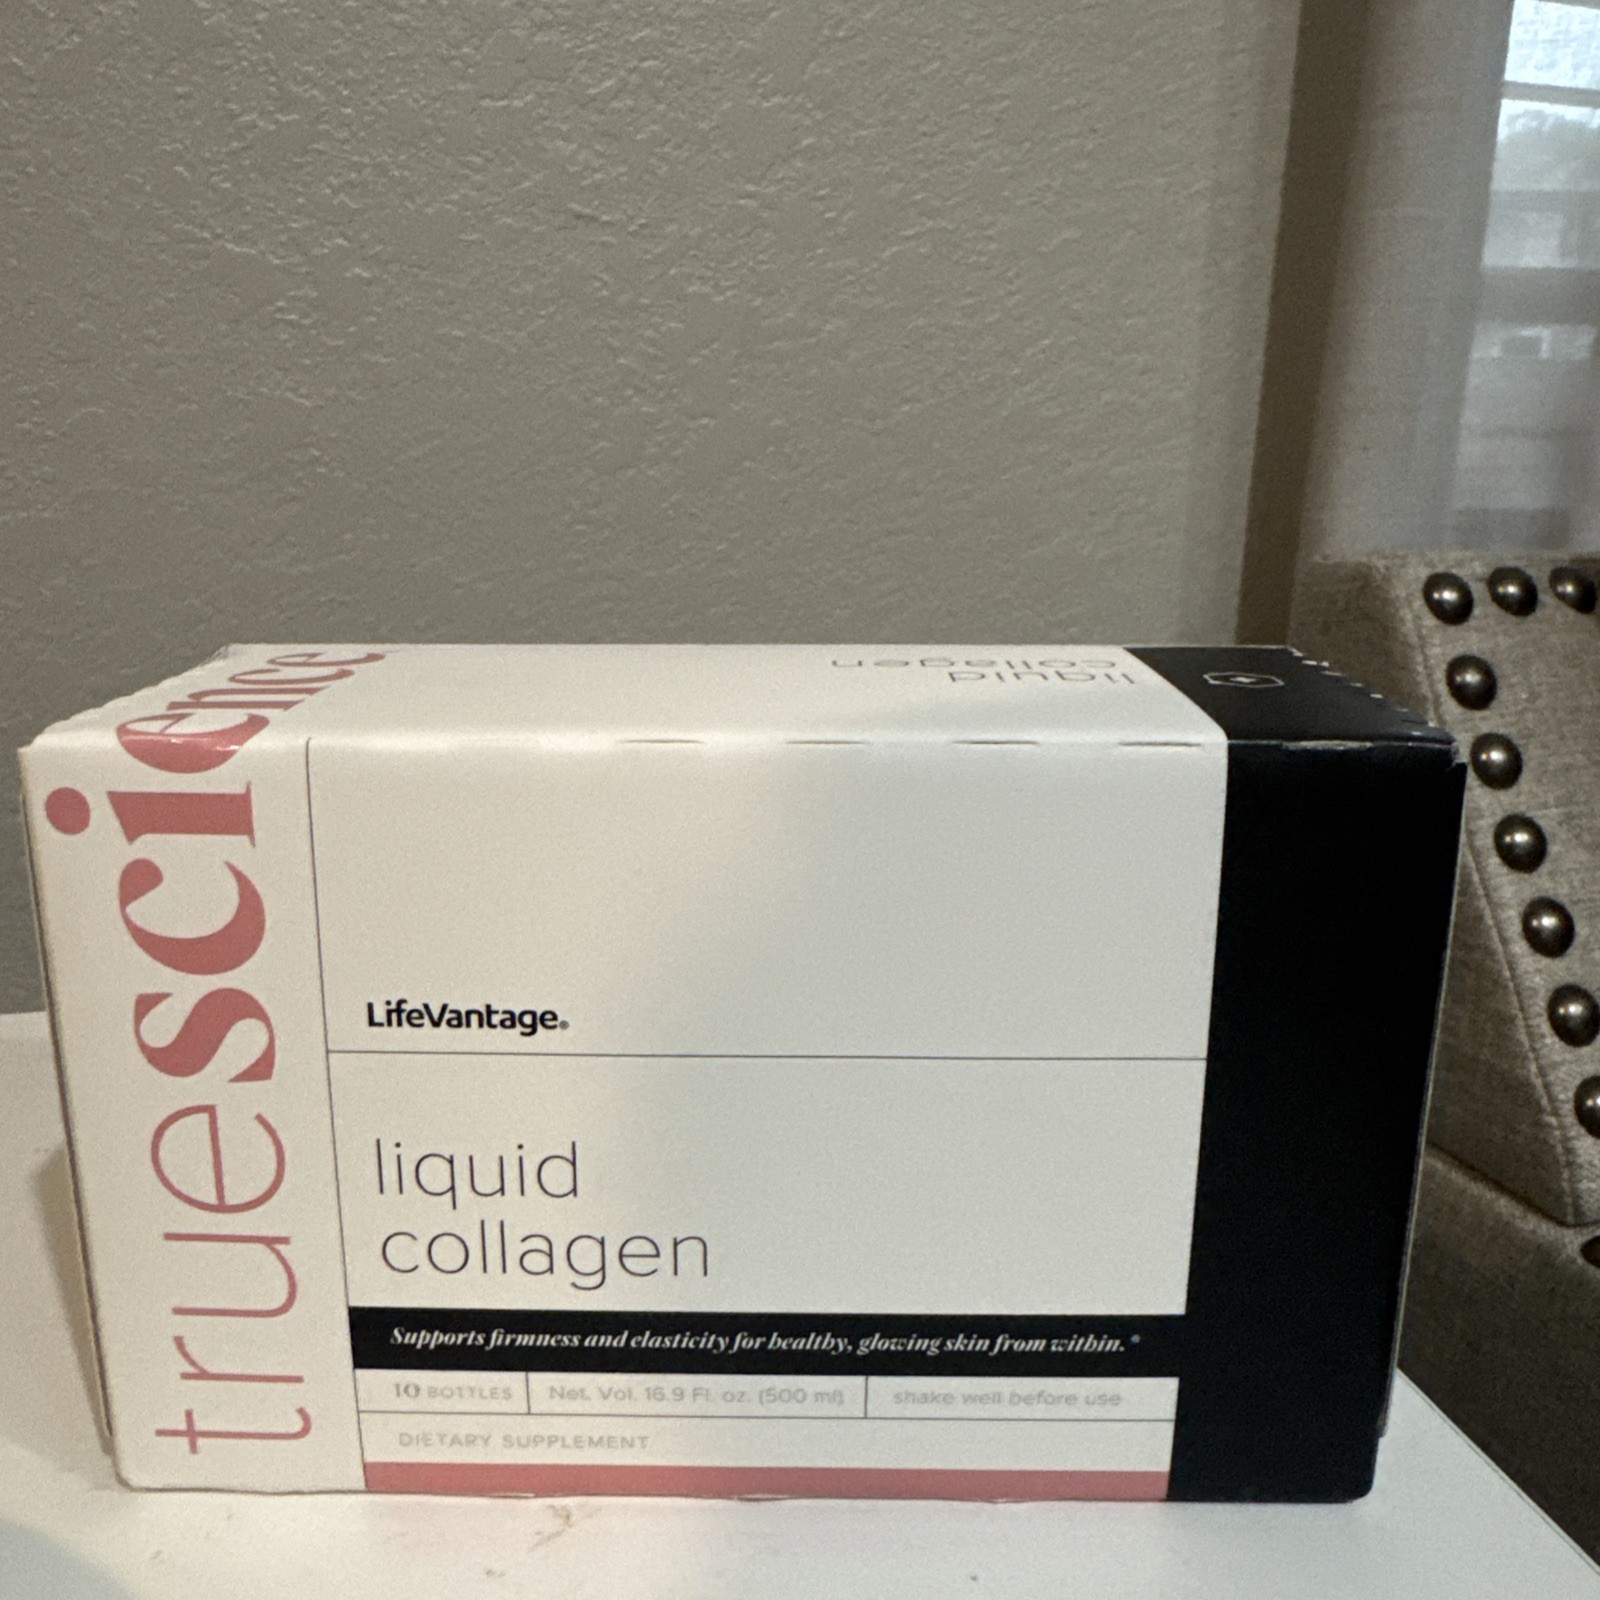 truescience
liquid
collagen
LifeVantage®
liquid
collagen
Supports firmness and elasticity for healthy, glowing skin from within.*
10 BOTTLES
Net. Vol. 16.9 Fl. oz. (500 ml)
shake well before use
DIETARY SUPPLEMENT